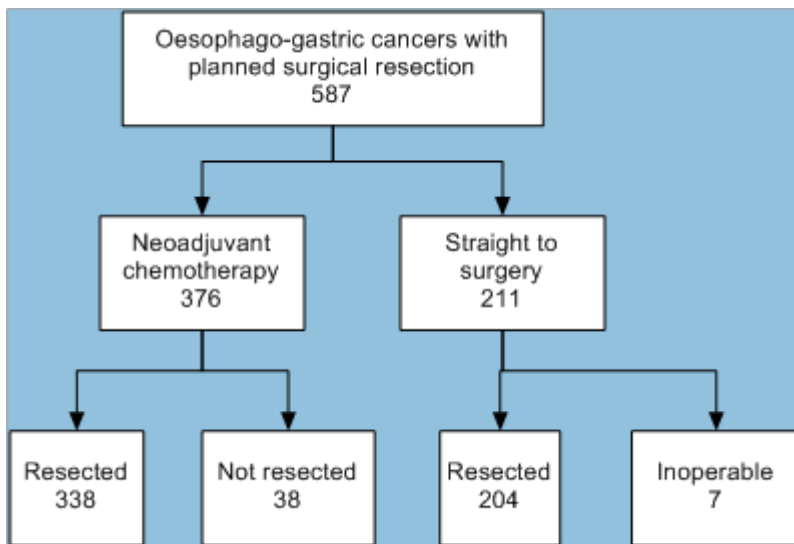 Oesophago-gastric cancers with
planned surgical resection
587
Neoadjuvant
chemotherapy
376
Straight to
surgery
211
Resected
338
Not resected
38
Resected
204
Inoperable
7